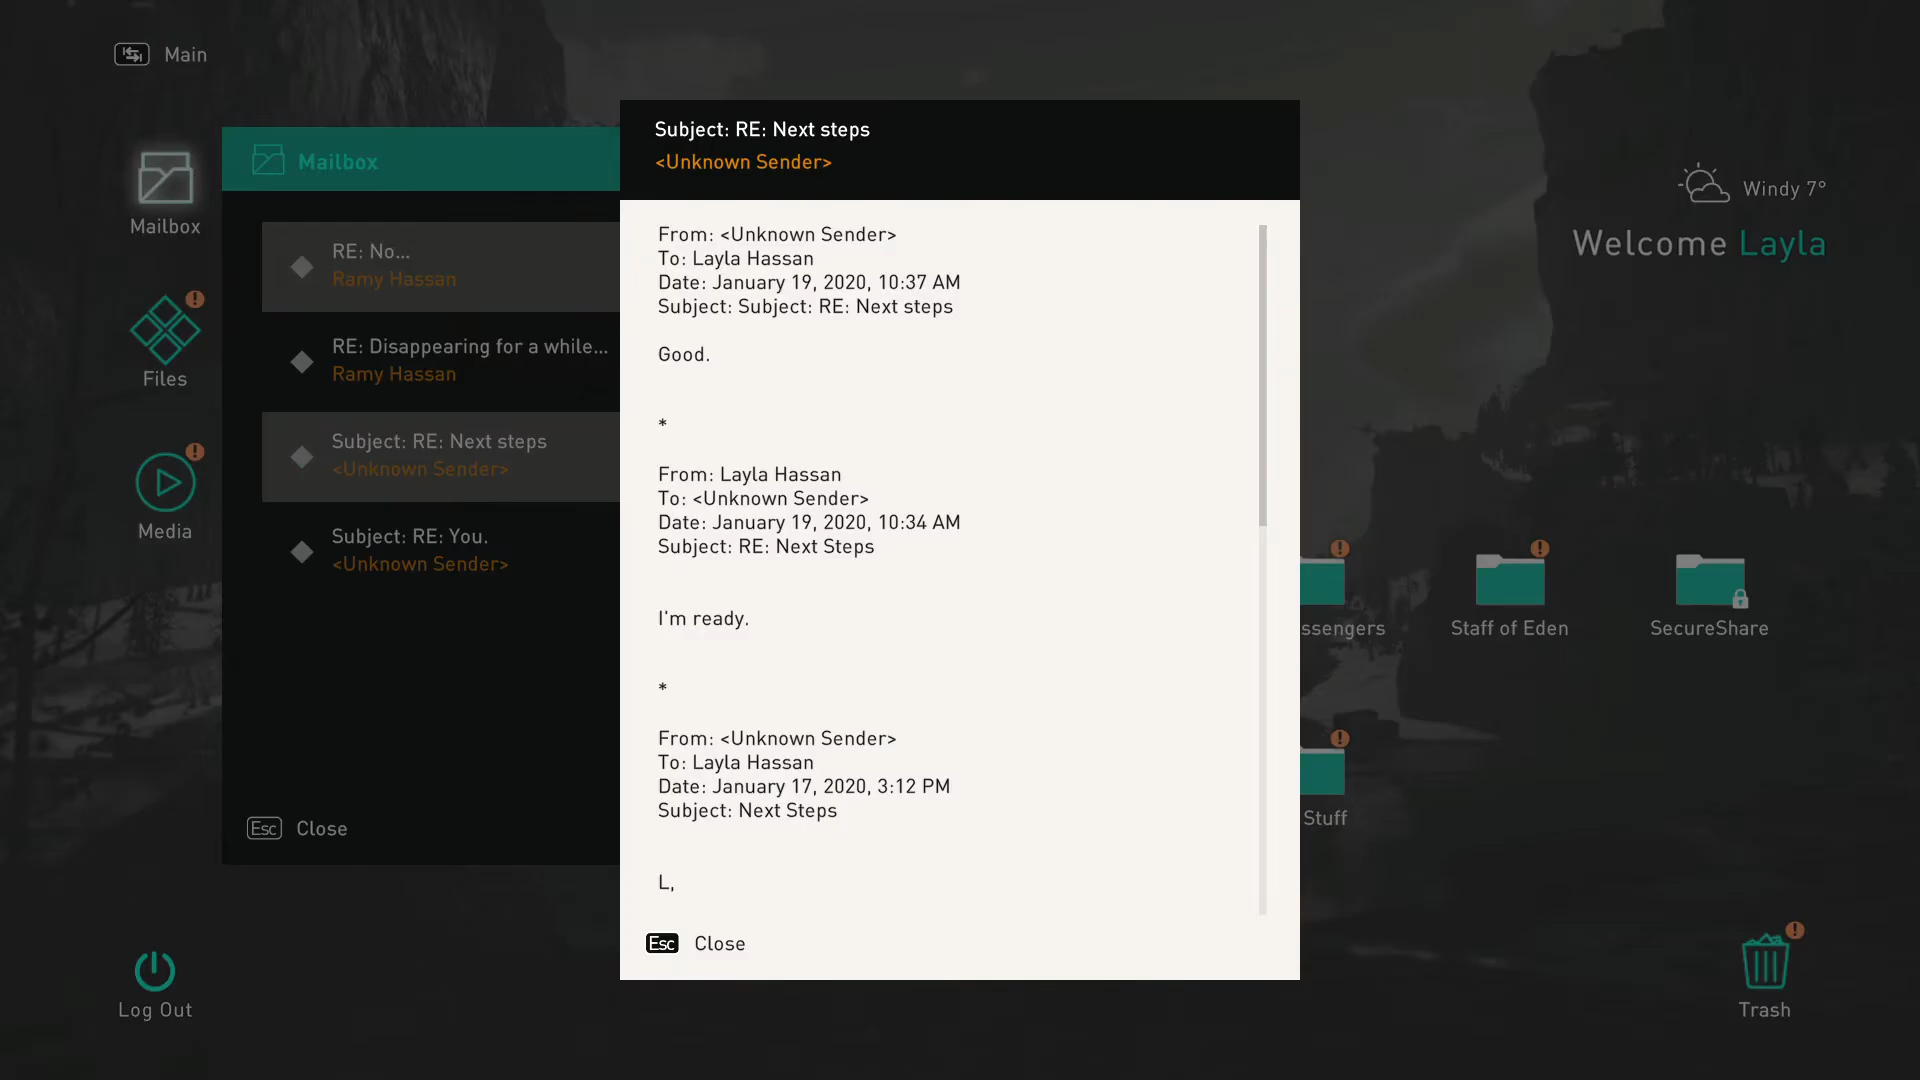 Main
Mailbox
Files
Media
Log Out
Mailbox
RE: No...
Ramy Hassan
RE: Disappearing for a while...
Ramy Hassan
Subject: RE: Next steps
<Unknown Sender>
Subject: RE: You.
<Unknown Sender>
Esc Close
Subject: RE: Next steps
<Unknown Sender>
From: <Unknown Sender>
To: Layla Hassan
Date: January 19, 2020, 10:37 AM
Subject: Subject: RE: Next steps
Good.
*
From: Layla Hassan
To: <Unknown Sender>
Date: January 19, 2020, 10:34 AM
Subject: RE: Next Steps
I'm ready.
*
From: <Unknown Sender>
To: Layla Hassan
Date: January 17, 2020, 3:12 PM
Subject: Next Steps
L,
Esc Close
Windy 7°
Welcome Layla
ssengers
Staff of Eden
SecureShare
Stuff
Trash